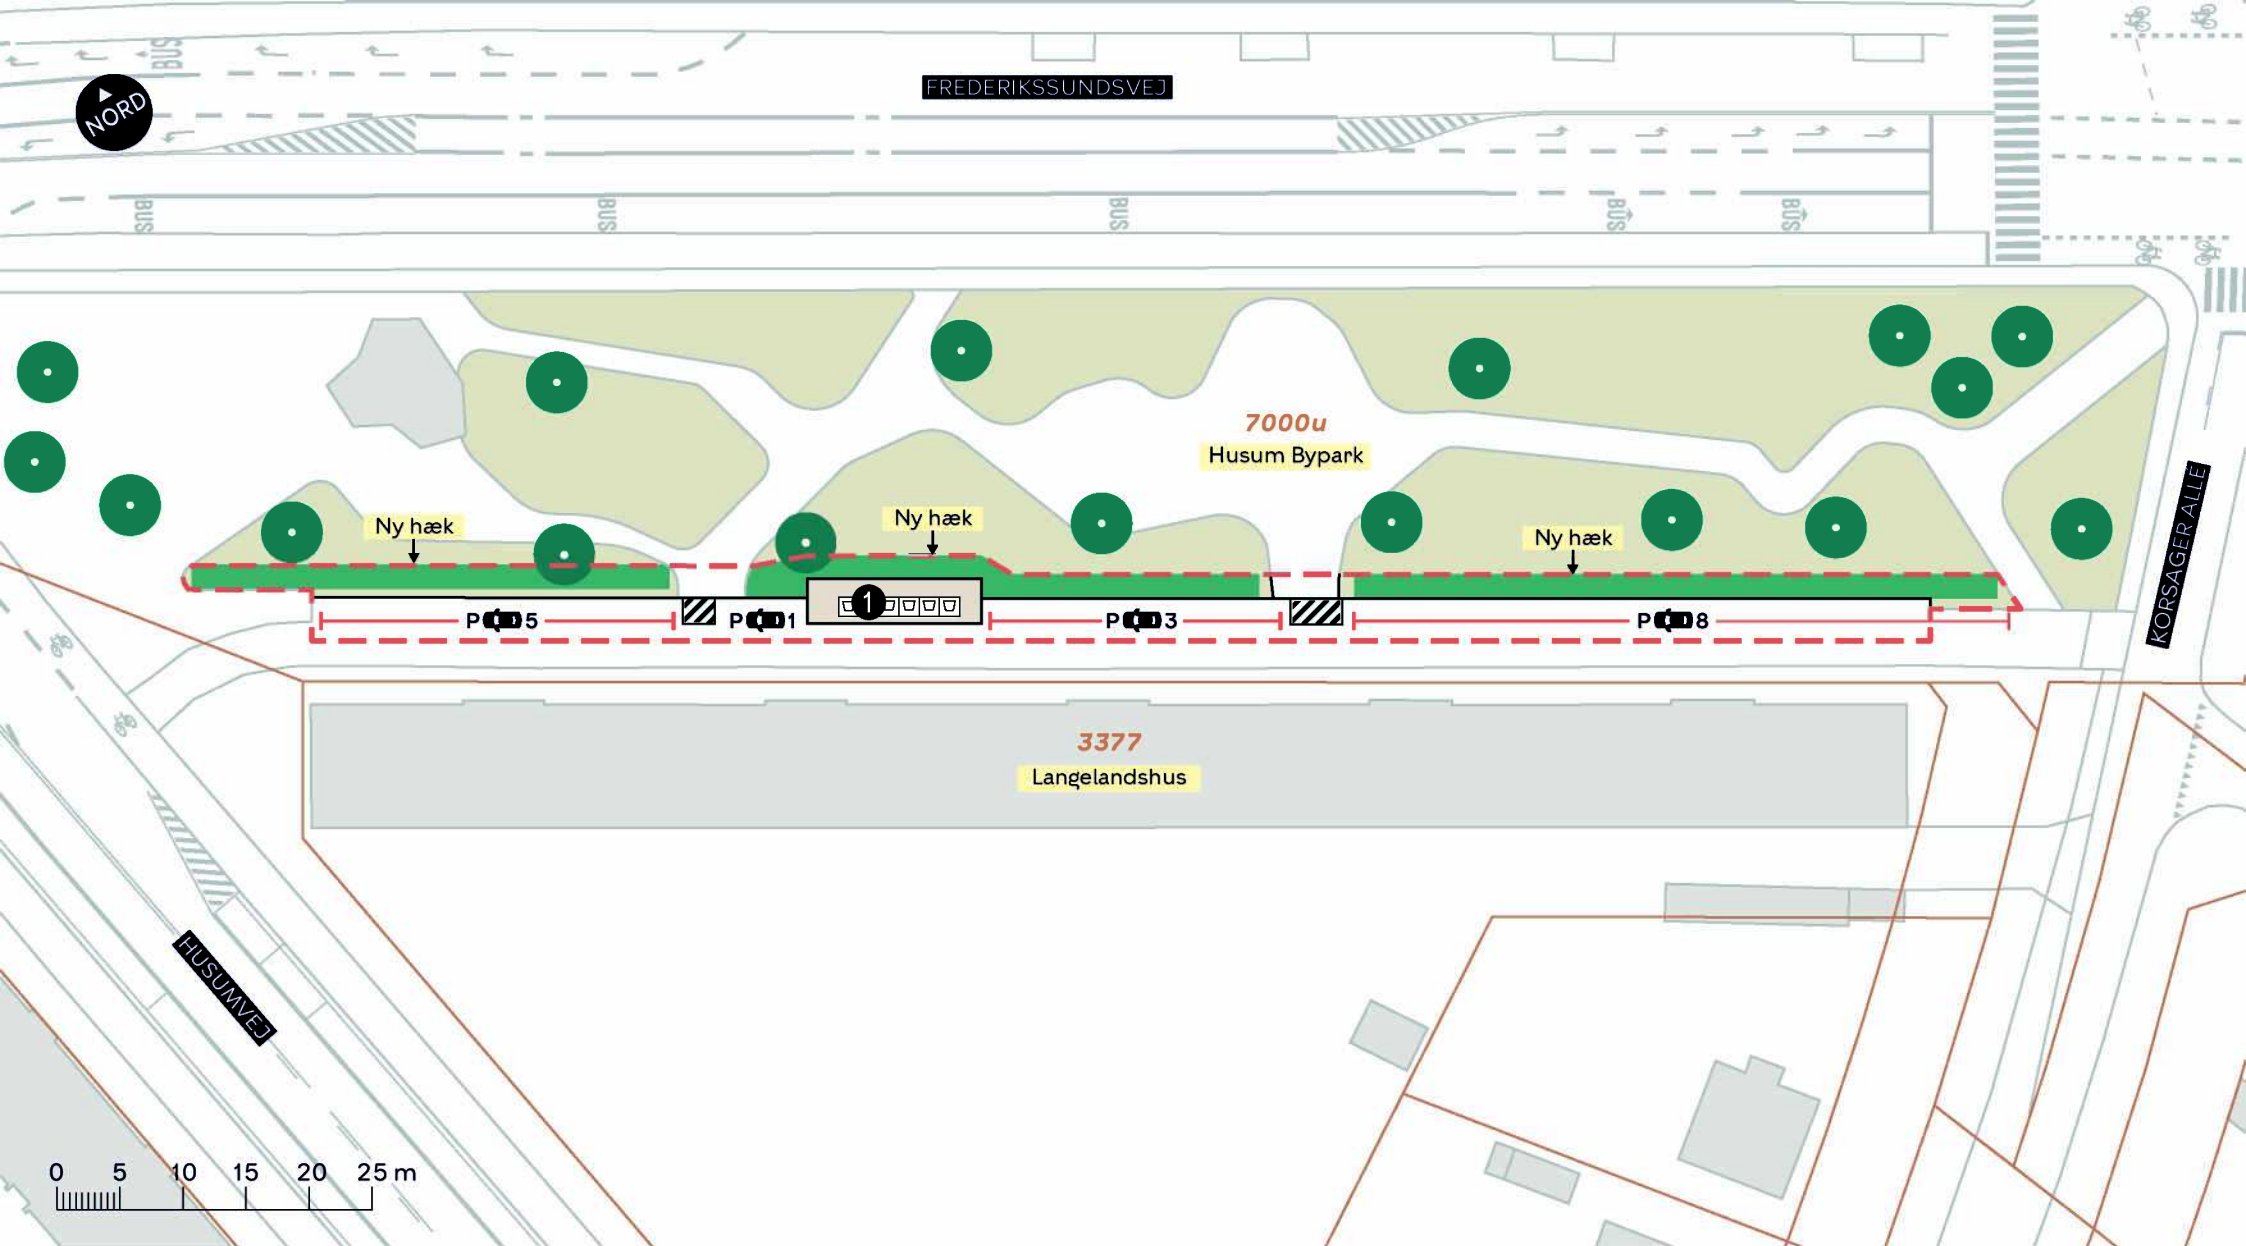 BUS
FREDERIKSSUNDSVEJ
NORD
BUS
BUS
BUS
BUS
BUS
7000u
Husum Bypark
Ny hæk
Ny hæk
Ny hæk
KORSAGER ALLE
P 5
P 1
1
P 3
P 8
3377
Langelandshus
HUSUMVEJ
0 5 10 15 20 25 m